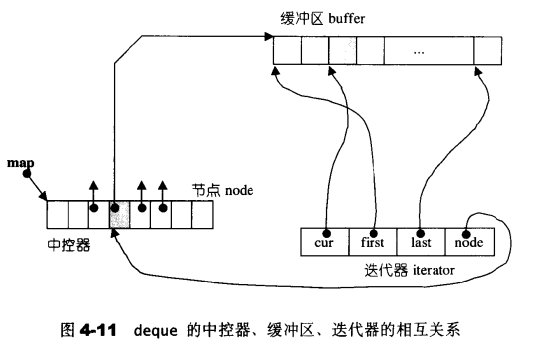 缓冲区 buffer
...
map
节点 node
中控器
cur first last node
迭代器 iterator
图 4-11 deque 的中控器、缓冲区、迭代器的相互关系